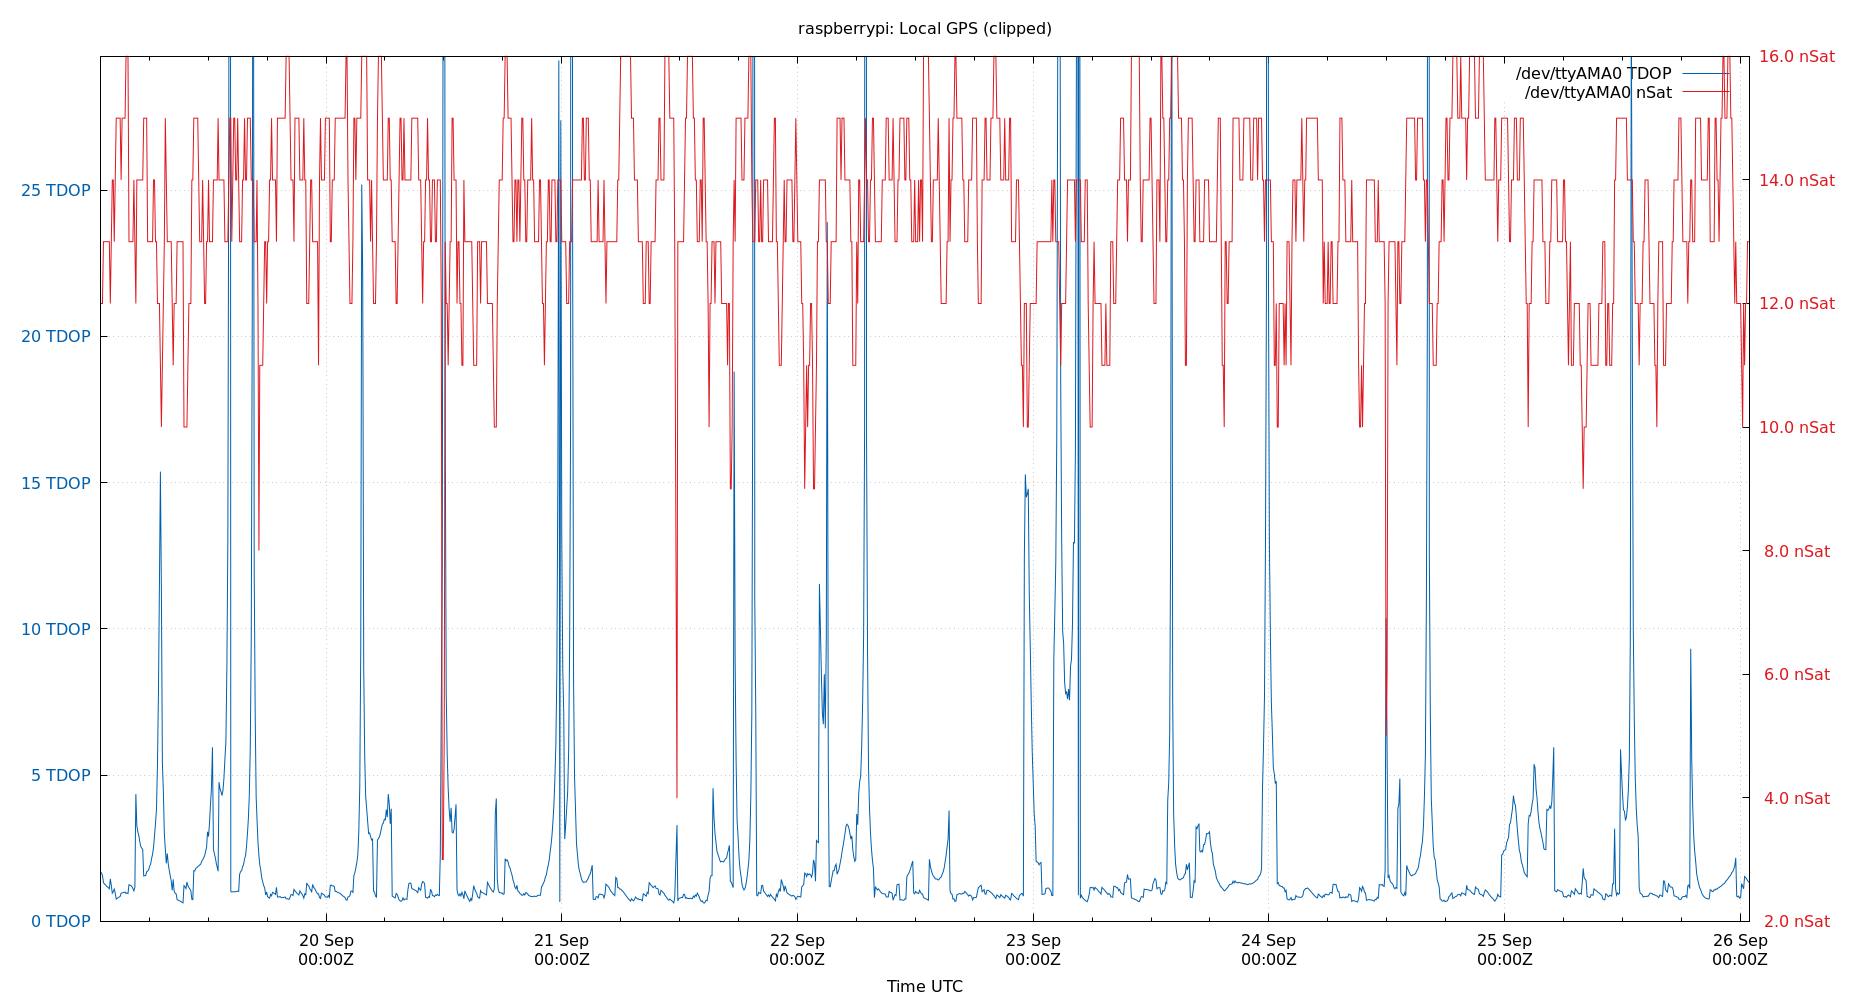 raspberrypi: Local GPS (clipped)
/dev/ttyAMA0 TDOP
/dev/ttyAMA0 nSat
25 TDOP
20 TDOP
15 TDOP
10 TDOP
5 TDOP
0 TDOP
16.0 nSat
14.0 nSat
12.0 nSat
10.0 nSat
8.0 nSat
6.0 nSat
4.0 nSat
2.0 nSat
20 Sep
00:00Z
21 Sep
00:00Z
22 Sep
00:00Z
23 Sep
00:00Z
24 Sep
00:00Z
25 Sep
00:00Z
26 Sep
00:00Z
Time UTC